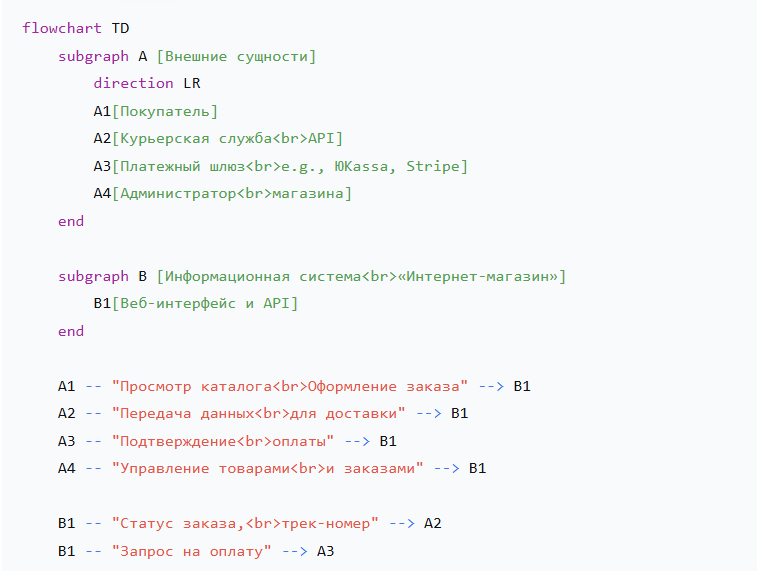 flowchart TD
subgraph A [Внешние сущности]
direction LR
A1[Покупатель]
A2[Курьерская служба<br>API]
A3[Платежный шлюз<br>e.g., ЮKassa, Stripe]
A4[Администратор<br>магазина]
end
subgraph B [Информационная система<br>«Интернет-магазин»]
B1[Веб-интерфейс и API]
end
A1 -- "Просмотр каталога<br>Оформление заказа" --> B1
A2 -- "Передача данных<br>для доставки" --> B1
A3 -- "Подтверждение<br>оплаты" --> B1
A4 -- "Управление товарами<br>и заказами" --> B1
B1 -- "Статус заказа,<br>трек-номер" --> A2
B1 -- "Запрос на оплату" --> A3